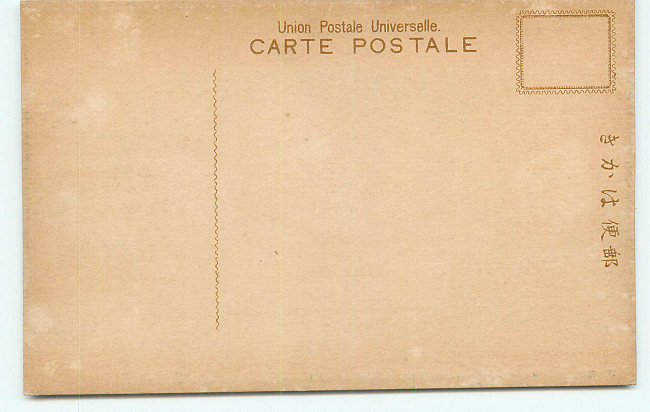 Union Postale Universelle.
CARTE POSTALE
きかは便郵